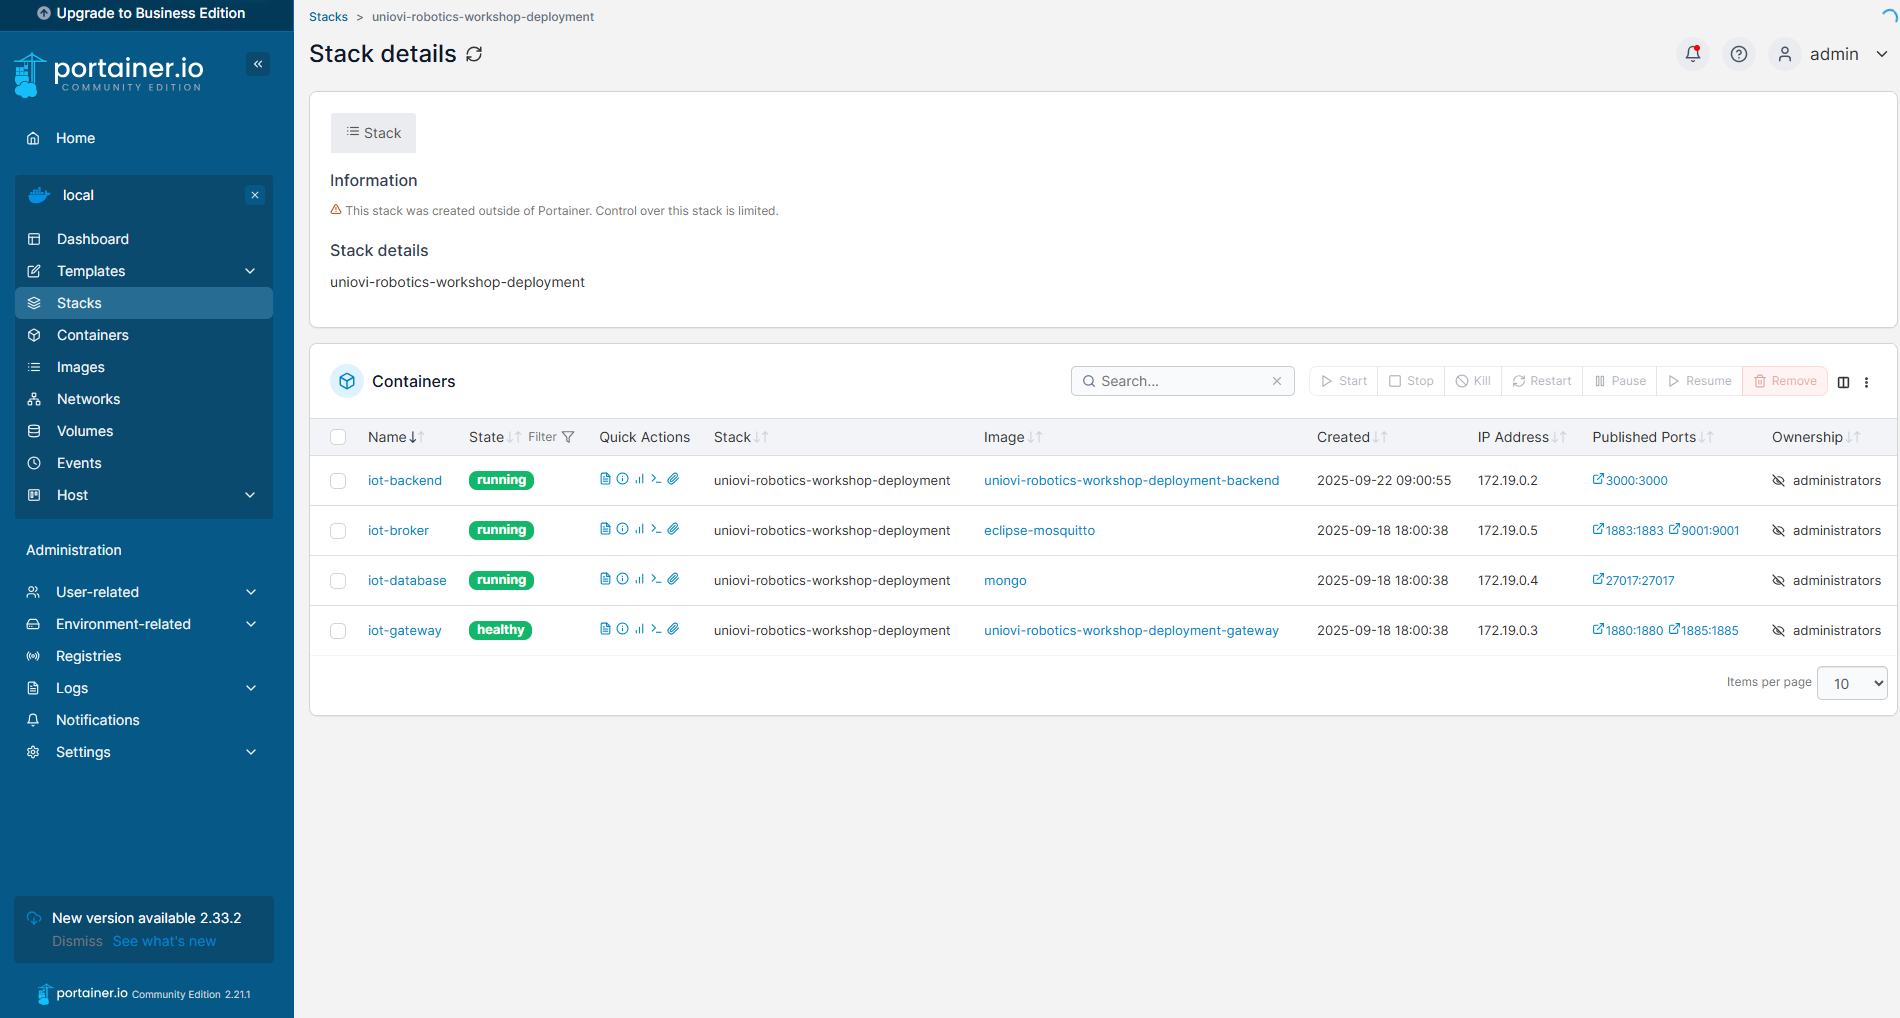 Upgrade to Business Edition
portainer.io
COMMUNITY EDITION
Home
local
Dashboard
Templates
Stacks
Containers
Images
Networks
Volumes
Events
Host
Administration
User-related
Environment-related
Registries
Logs
Notifications
Settings
New version available 2.33.2
Dismiss See what's new
portainer.io Community Edition 2.21.1
Stacks > uniovi-robotics-workshop-deployment
Stack details
admin
Stack
Information
This stack was created outside of Portainer. Control over this stack is limited.
Stack details
uniovi-robotics-workshop-deployment
Containers Search... Start Stop Kill Restart Pause Resume Remove
Name State Filter Quick Actions Stack Image Created IP Address Published Ports Ownership
iot-backend running uniovi-robotics-workshop-deployment uniovi-robotics-workshop-deployment-backend 2025-09-22 09:00:55 172.19.0.2 3000:3000 administrators
iot-broker running uniovi-robotics-workshop-deployment eclipse-mosquitto 2025-09-18 18:00:38 172.19.0.5 1883:1883 9001:9001 administrators
iot-database running uniovi-robotics-workshop-deployment mongo 2025-09-18 18:00:38 172.19.0.4 27017:27017 administrators
iot-gateway healthy uniovi-robotics-workshop-deployment uniovi-robotics-workshop-deployment-gateway 2025-09-18 18:00:38 172.19.0.3 1880:1880 1885:1885 administrators
Items per page 10